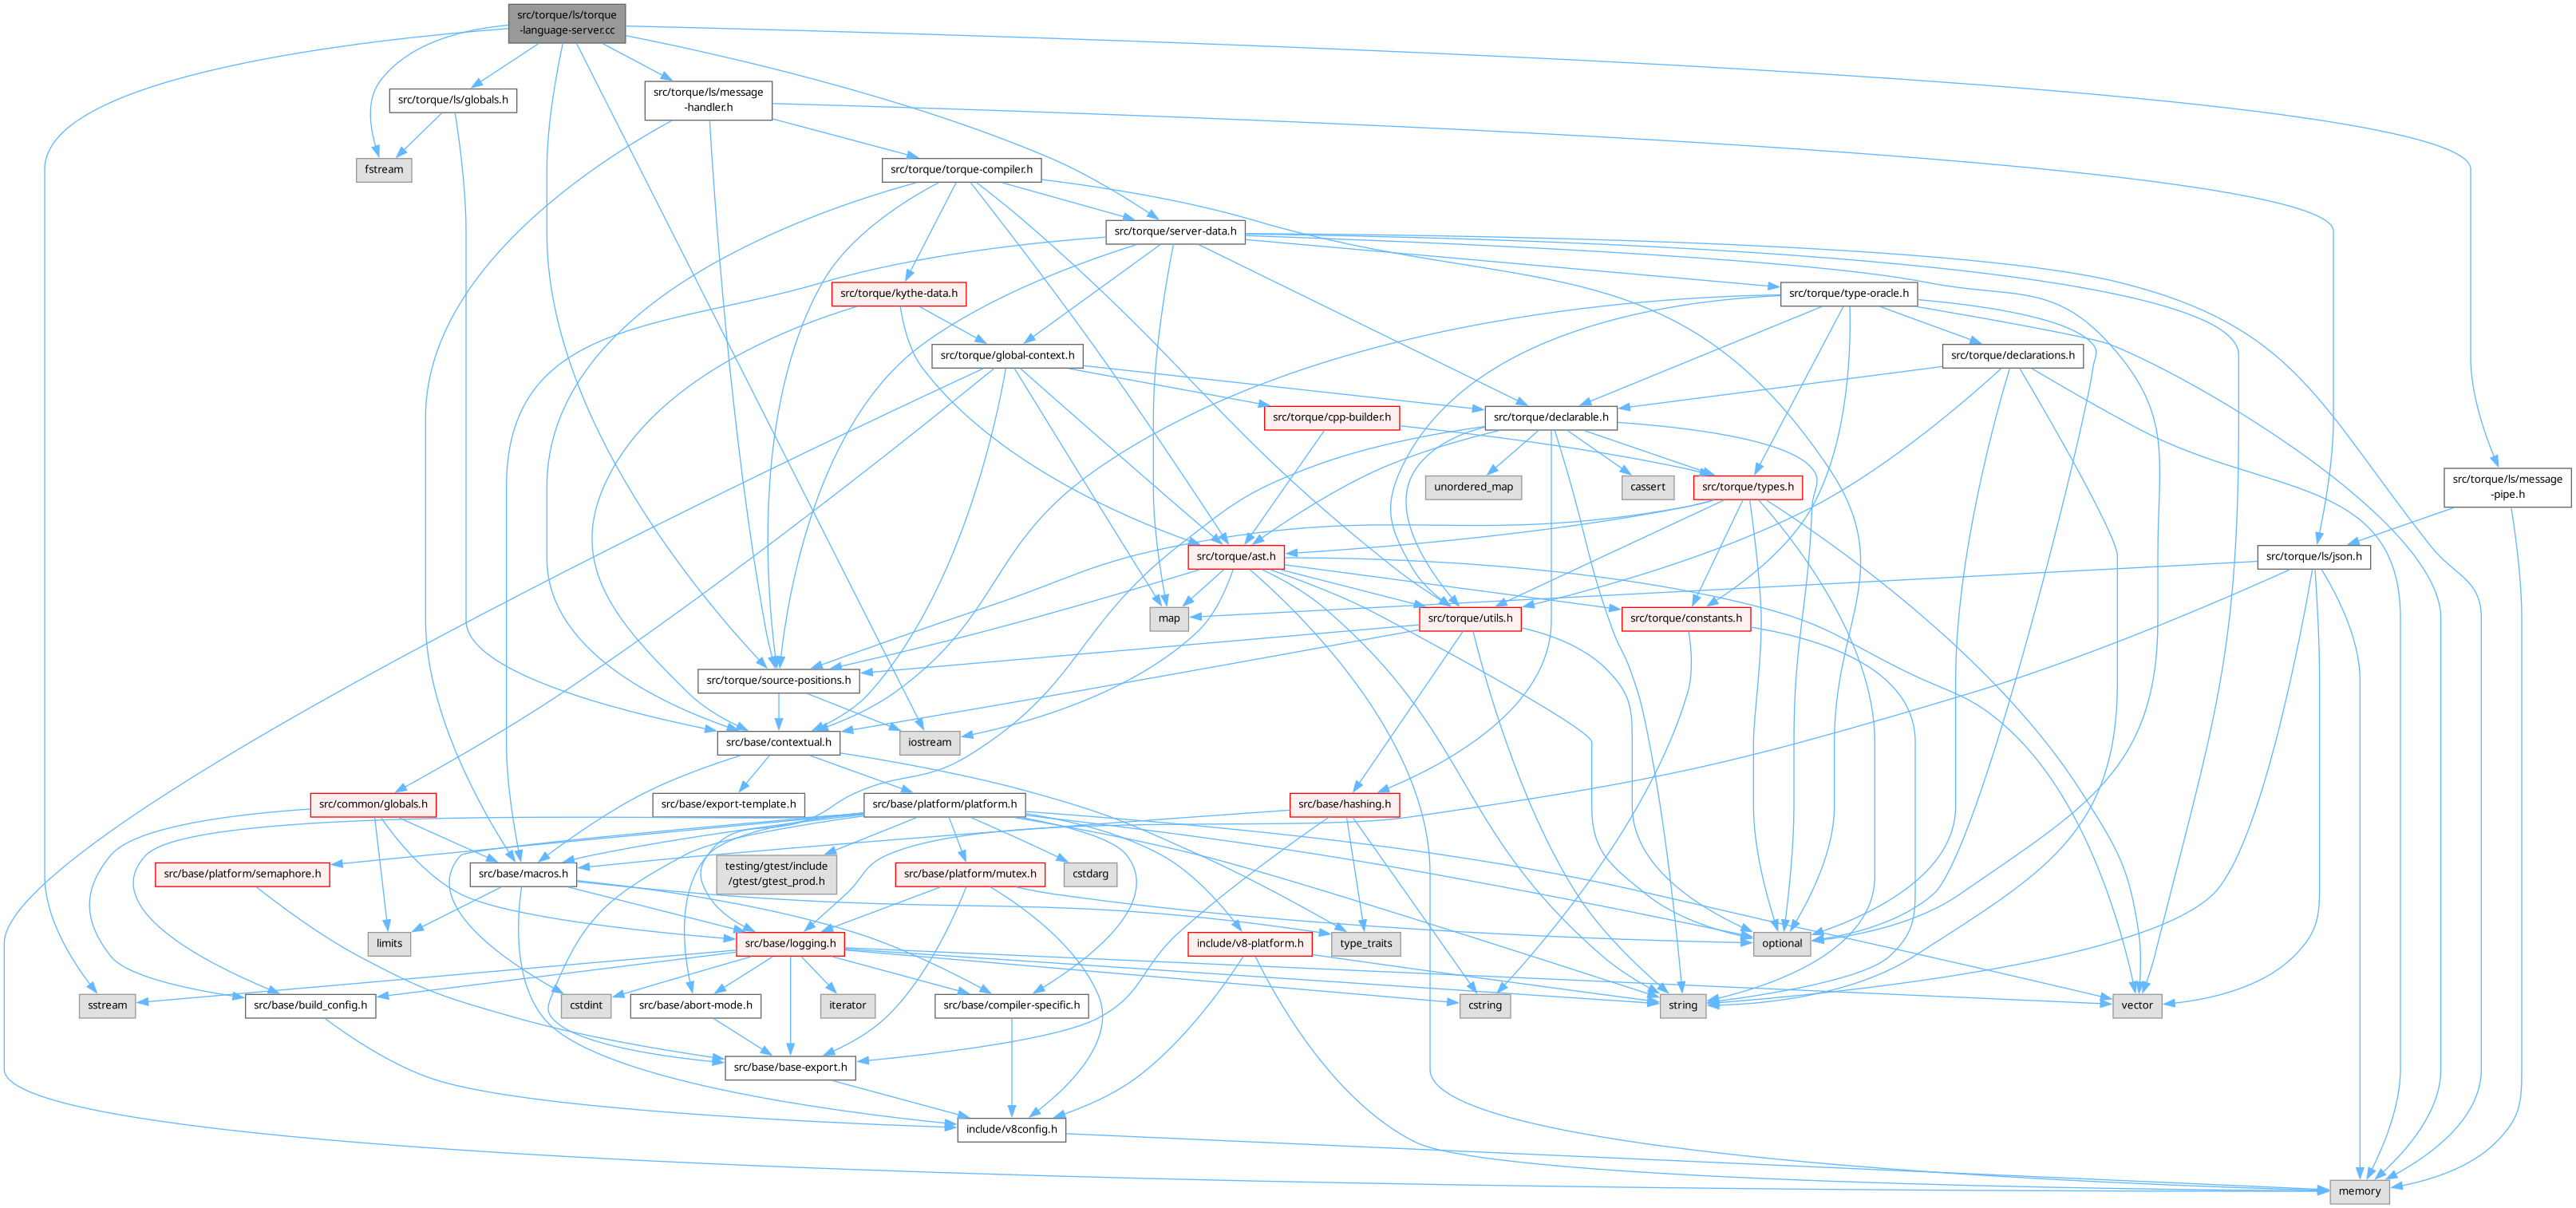 src/torque/ls/torque
-language-server.cc
src/torque/ls/globals.h
src/torque/ls/message
-handler.h
fstream
src/torque/torque-compiler.h
src/torque/server-data.h
src/torque/kythe-data.h
src/torque/type-oracle.h
src/torque/global-context.h
src/torque/declarations.h
src/torque/cpp-builder.h
src/torque/declarable.h
unordered_map
cassert
src/torque/types.h
src/torque/ls/message
-pipe.h
src/torque/ast.h
src/torque/ls/json.h
map
src/torque/utils.h
src/torque/constants.h
src/torque/source-positions.h
src/base/contextual.h
iostream
src/common/globals.h
src/base/export-template.h
src/base/platform/platform.h
src/base/hashing.h
src/base/platform/semaphore.h
src/base/macros.h
testing/gtest/include
/gtest/gtest_prod.h
src/base/platform/mutex.h
cstdarg
limits
src/base/logging.h
include/v8-platform.h
type_traits
optional
sstream
src/base/build_config.h
cstdint
src/base/abort-mode.h
iterator
src/base/compiler-specific.h
cstring
string
vector
src/base/base-export.h
include/v8config.h
memory